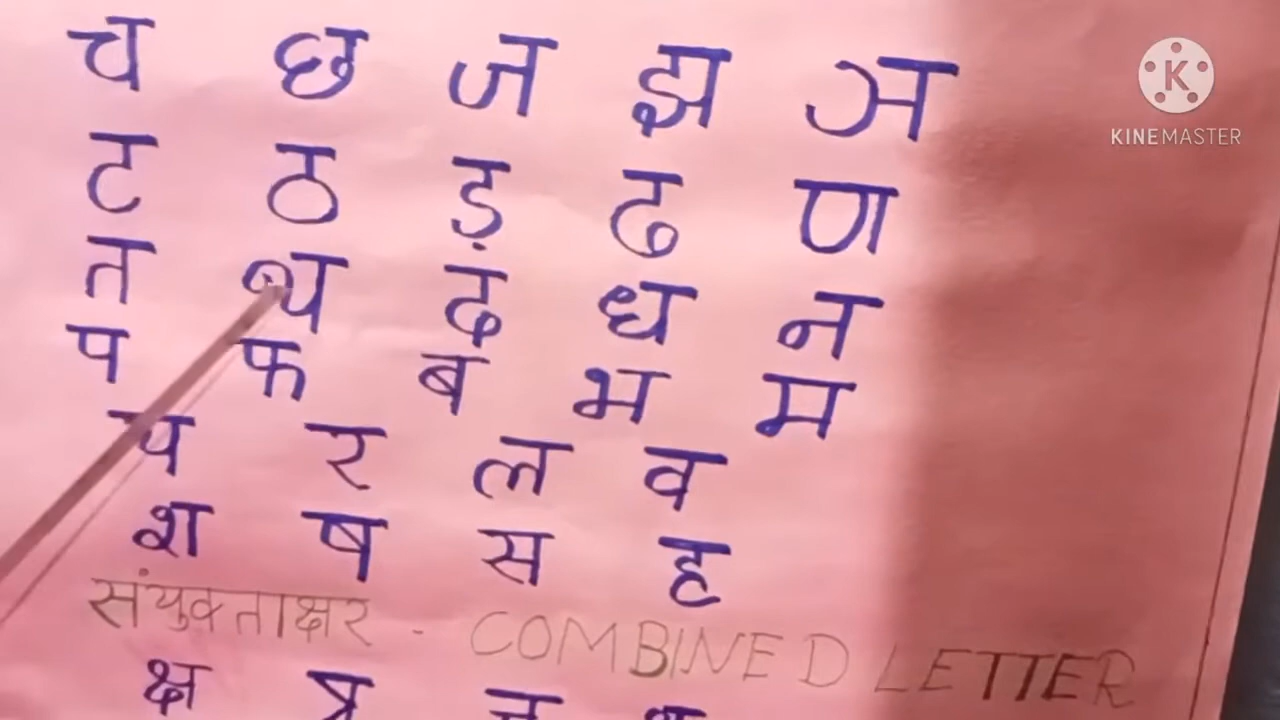 च छ ज झ ञ
K
KINEMASTER
ट ठ ड़ ढ ण
त थ द ध न
प फ ब भ म
य र ल व
श ष स ह
संयुक्ताक्षर - COMBINED LETTER
क्ष त्र